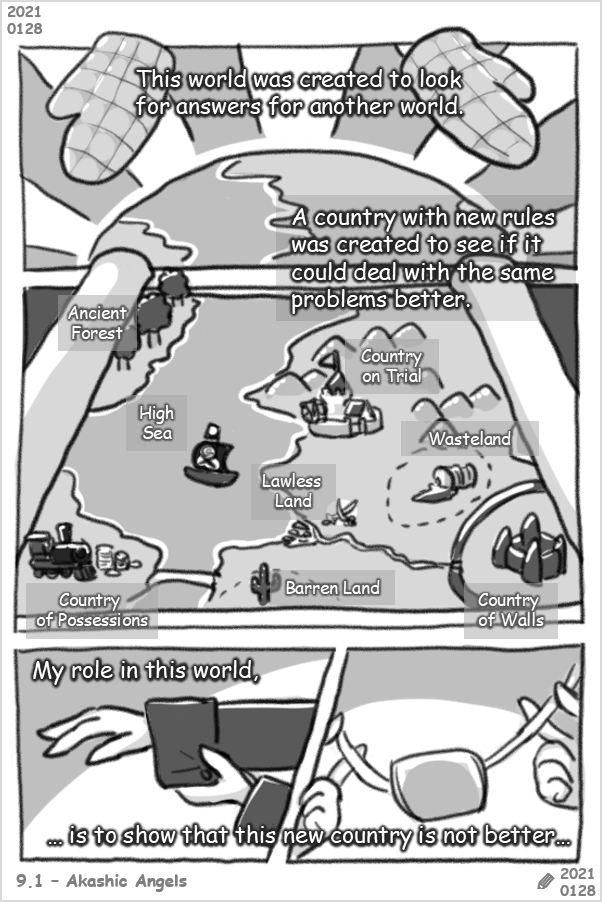 2021
0128
This world was created to look
for answers for another world.
A country with new rules
was created to see if it
could deal with the same
problems better.
Ancient
Forest
Country
on Trial
High
Sea
Wasteland
Lawless
Land
Barren Land
Country
of Possessions
Country
of Walls
My role in this world,
... is to show that this new country is not better...
9.1 – Akashic Angels
2021
0128